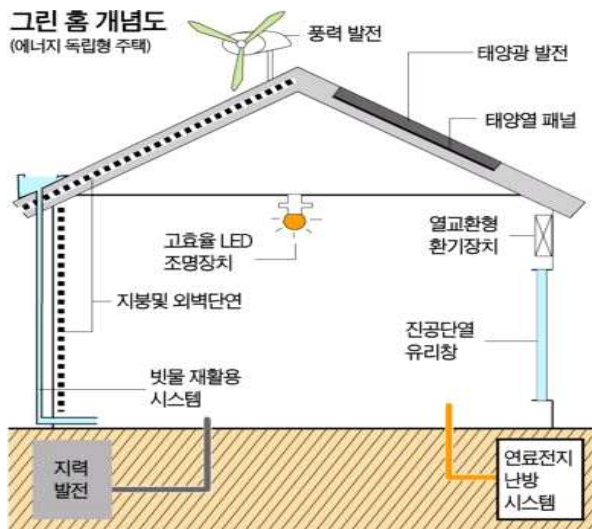 그린 홈 개념도
(에너지 독립형 주택)
풍력 발전
태양광 발전
태양열 패널
고효율 LED
조명장치
열교환형
환기장치
지붕및 외벽단연
진공단열
유리창
빗물 재활용
시스템
지력
발전
연료전지
난방
시스템